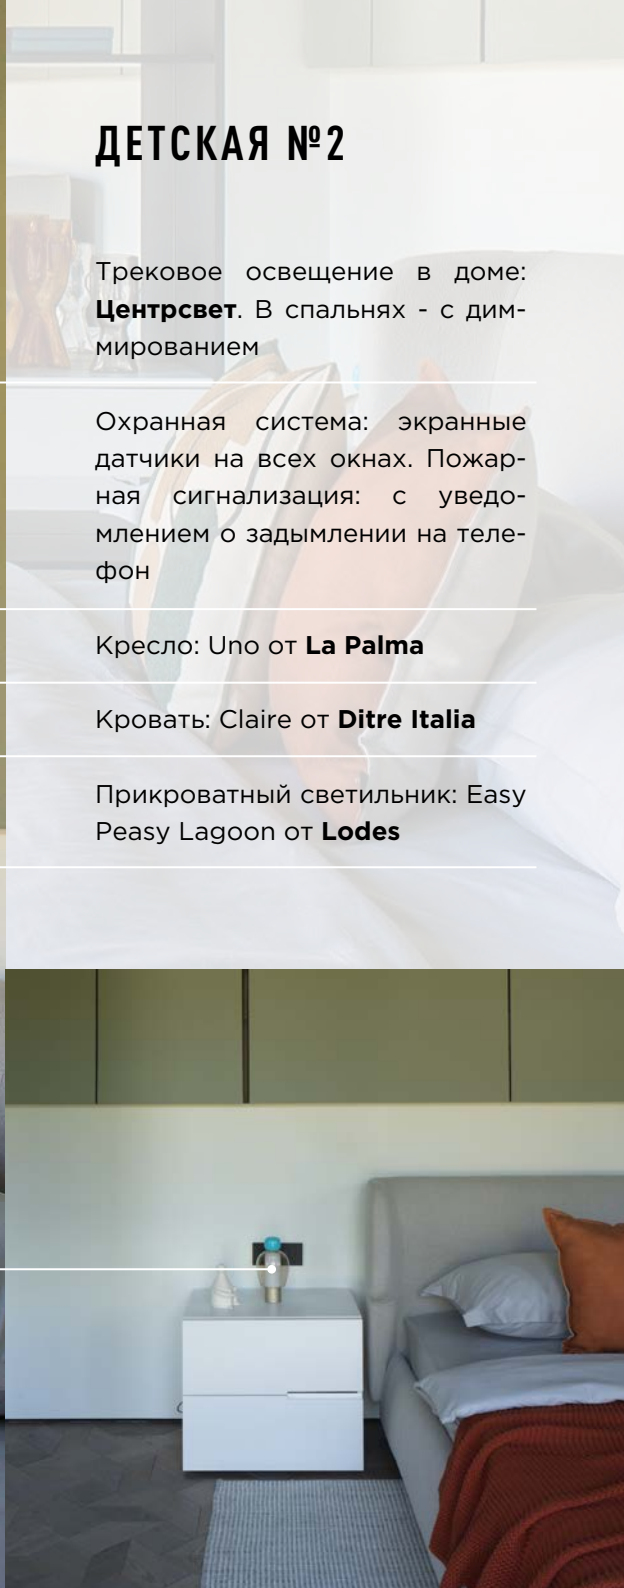 ДЕТСКАЯ №2
Трековое освещение в доме:
Центрсвет. В спальнях - с дим-
мированием
Охранная система: экранные
датчики на всех окнах. Пожар-
ная сигнализация: с уведо-
млением о задымлении на теле-
фон
Кресло: Uno от La Palma
Кровать: Claire от Ditre Italia
Прикроватный светильник: Easy
Peasy Lagoon от Lodes